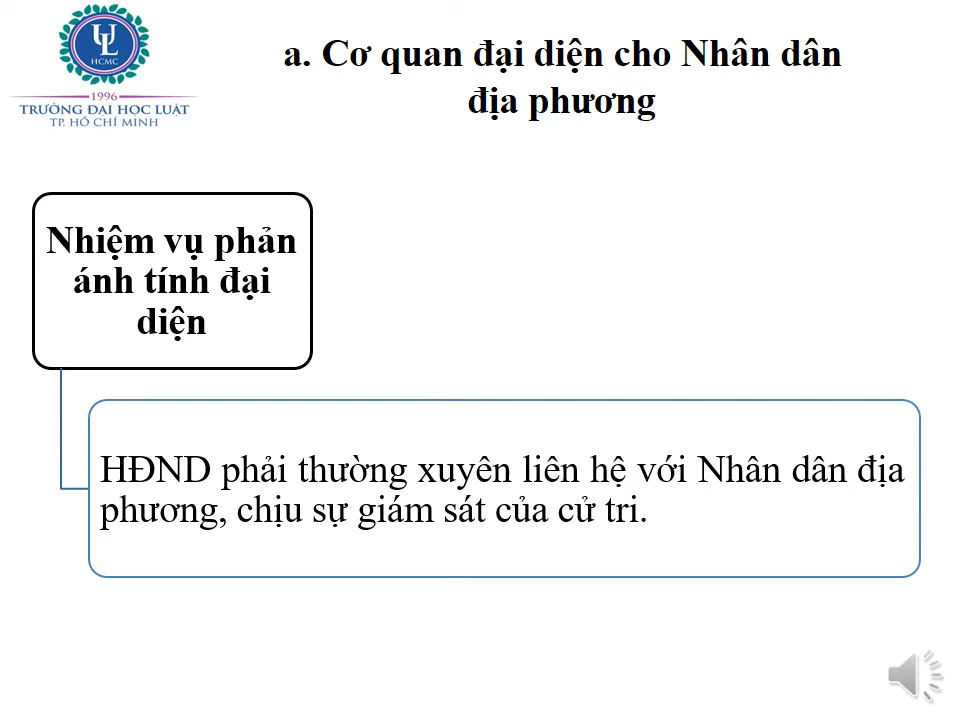 UL
HCMC
1996
TRƯỜNG ĐẠI HỌC LUẬT
TP. HỒ CHÍ MINH
a. Cơ quan đại diện cho Nhân dân
địa phương
Nhiệm vụ phản
ánh tính đại
diện
HĐND phải thường xuyên liên hệ với Nhân dân địa
phương, chịu sự giám sát của cử tri.